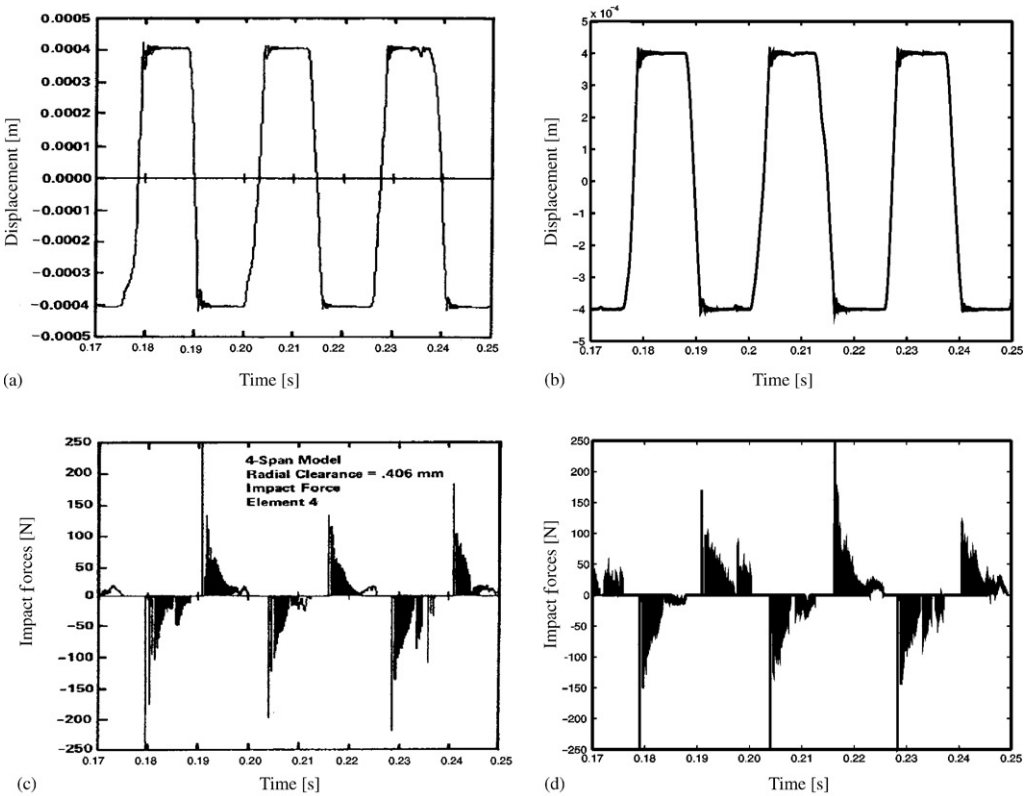 0.0005
0.0004
0.0003
0.0002
0.0001
0.0000
−0.0001
−0.0002
−0.0003
−0.0004
−0.0005
Displacement [m]
0.17 0.18 0.19 0.20 0.21 0.22 0.23 0.24 0.25
(a) Time [s]
x 10⁻⁴
5
4
3
2
1
0
−1
−2
−3
−4
−5
Displacement [m]
0.17 0.18 0.19 0.2 0.21 0.22 0.23 0.24 0.25
(b) Time [s]
250
200
150
100
50
0
−50
−100
−150
−200
−250
Impact forces [N]
4-Span Model
Radial Clearance = .406 mm
Impact Force
Element 4
0.17 0.18 0.19 0.20 0.21 0.22 0.23 0.24 0.25
(c) Time [s]
250
200
150
100
50
0
−50
−100
−150
−200
−250
Impact forces [N]
0.17 0.18 0.19 0.20 0.21 0.22 0.23 0.24 0.25
(d) Time [s]